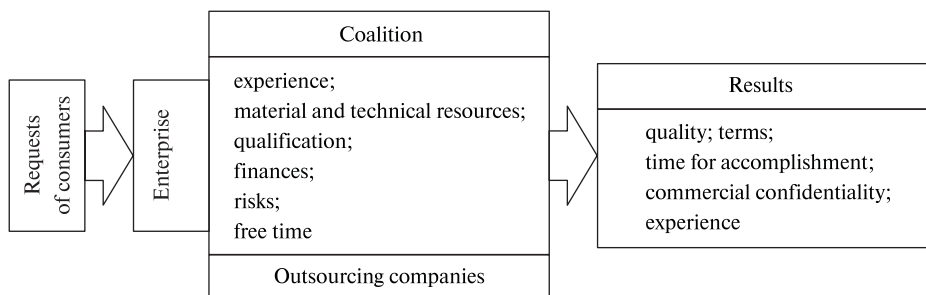 Requests
of consumers
Enterprise
Coalition
experience;
material and technical resources;
qualification;
finances;
risks;
free time
Outsourcing companies
Results
quality; terms;
time for accomplishment;
commercial confidentiality;
experience